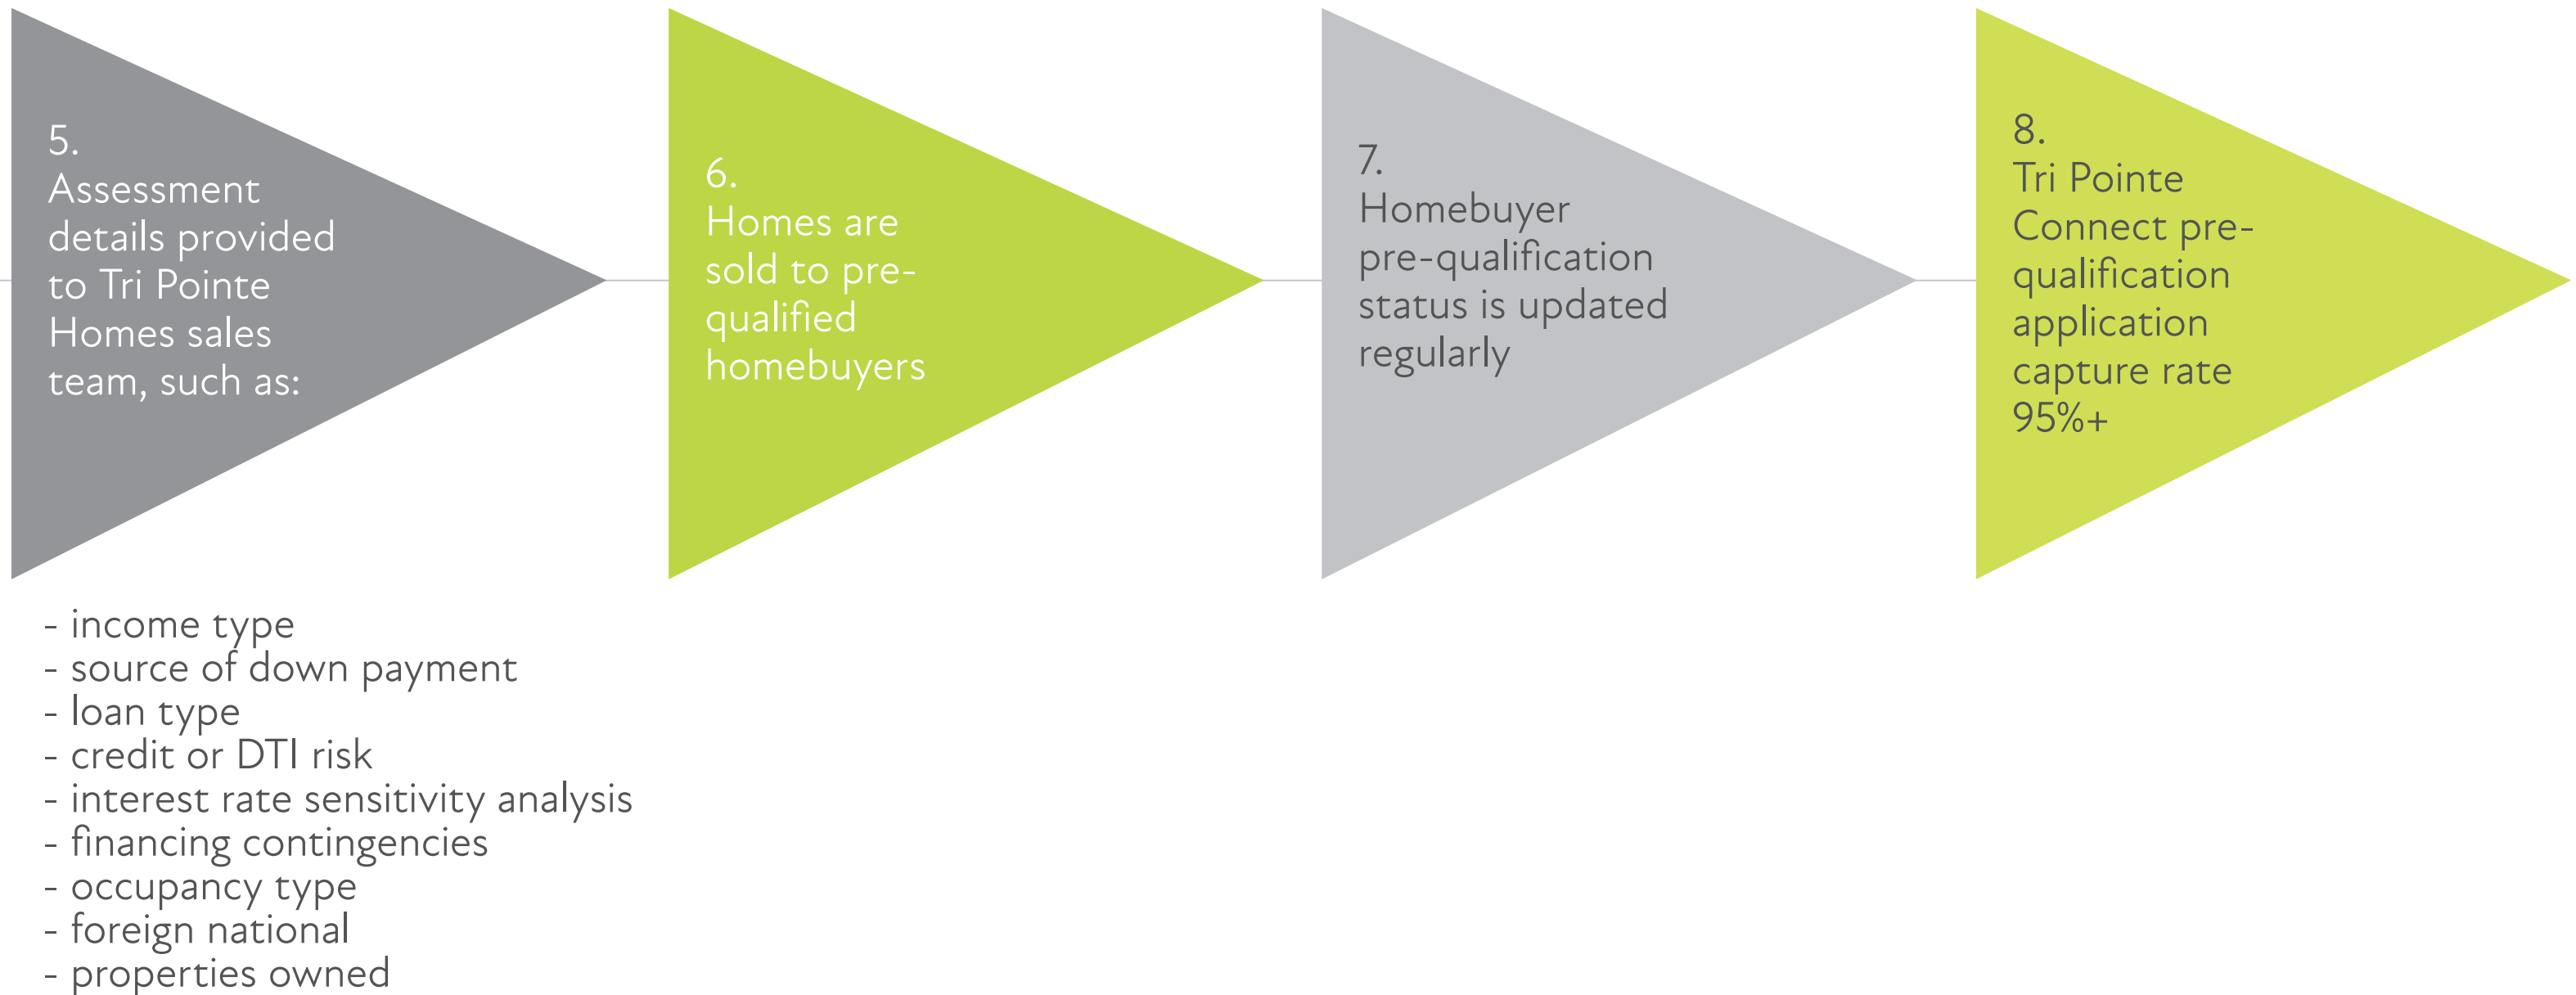 5.
Assessment
details provided
to Tri Pointe
Homes sales
team, such as:
- income type
- source of down payment
- loan type
- credit or DTI risk
- interest rate sensitivity analysis
- financing contingencies
- occupancy type
- foreign national
- properties owned
6.
Homes are
sold to pre-
qualified
homebuyers
7.
Homebuyer
pre-qualification
status is updated
regularly
8.
Tri Pointe
Connect pre-
qualification
application
capture rate
95%+